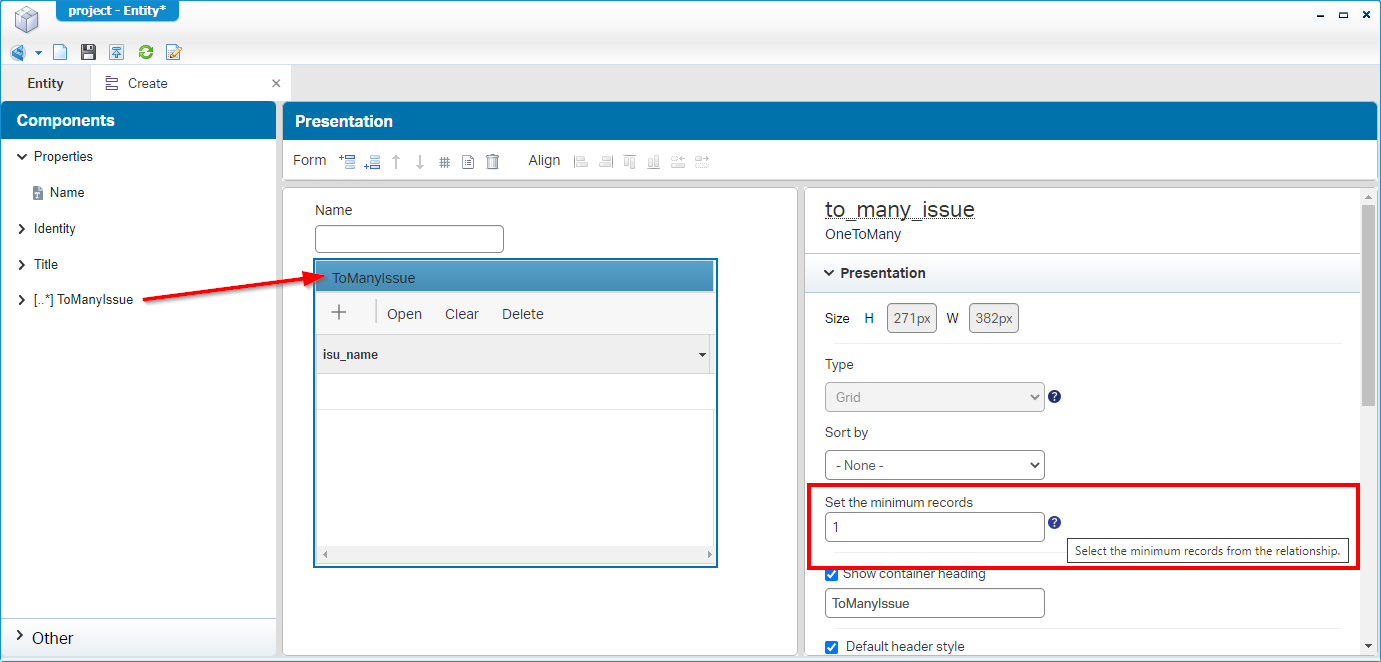 project - Entity*
Entity
Create
Components
Properties
Name
Identity
Title
[..*] ToManyIssue
Other
Presentation
Form
Align
Name
ToManyIssue
Open Clear Delete
isu_name
to_many_issue
OneToMany
Presentation
Size H 271px W 382px
Type
Grid
Sort by
- None -
Set the minimum records
1
Select the minimum records from the relationship.
Show container heading
ToManyIssue
Default header style